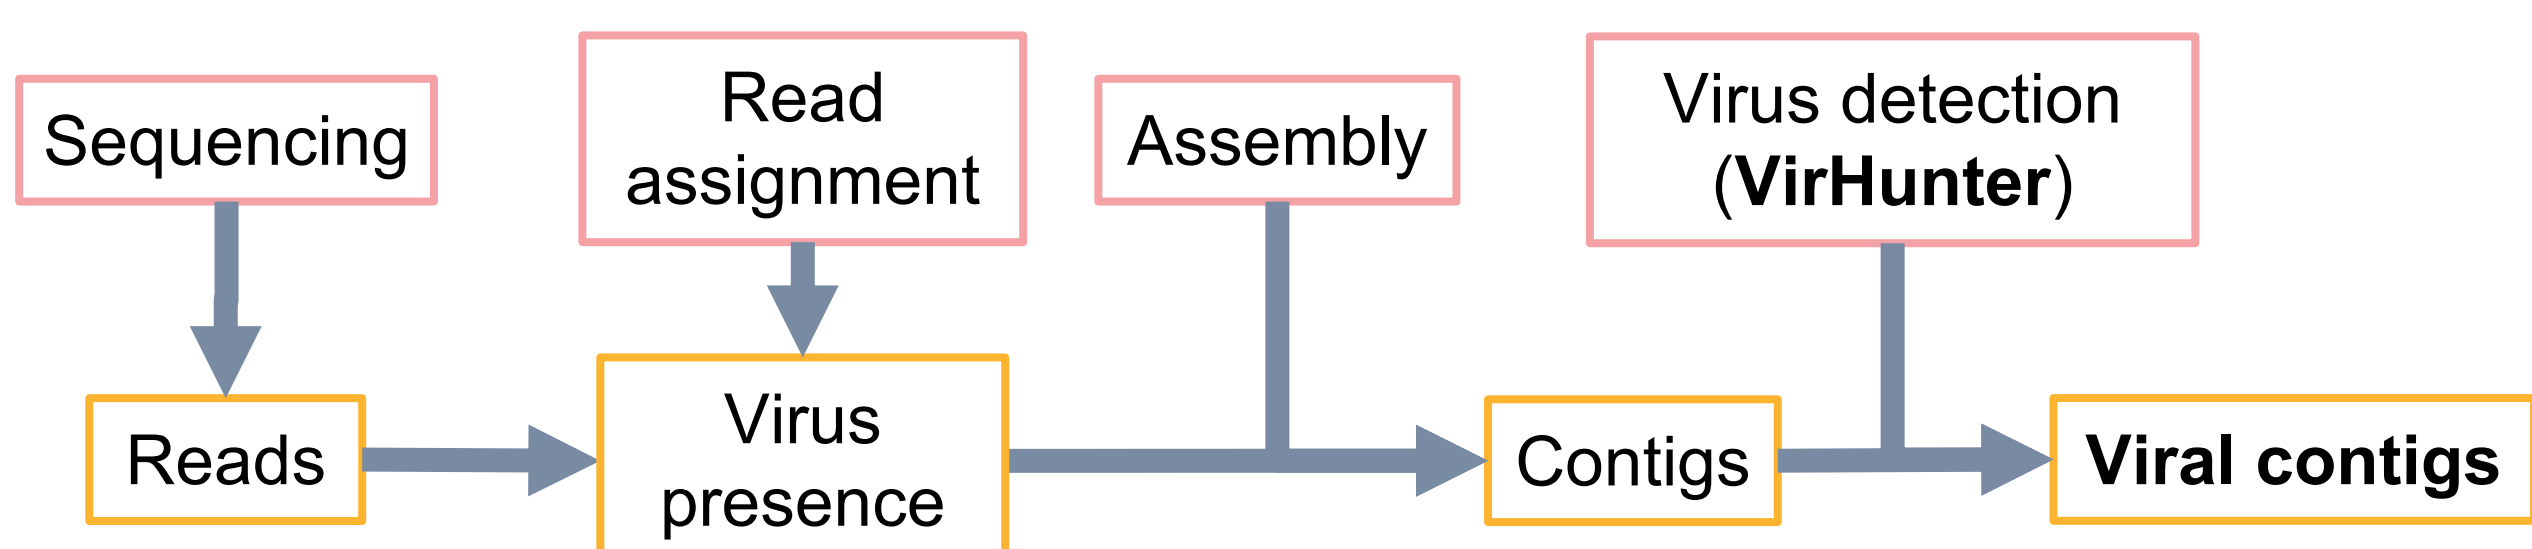 Sequencing
Read
assignment
Assembly
Virus detection
(VirHunter)
Reads
Virus
presence
Contigs
Viral contigs